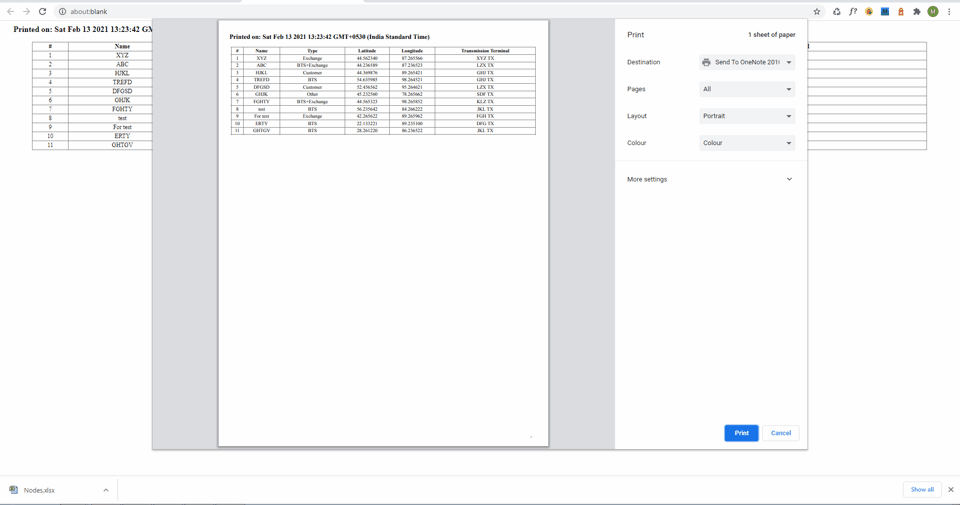 about:blank
Printed on: Sat Feb 13 2021 13:23:42 GM
# Name
1 XYZ
2 ABC
3 HJKL
4 TREFD
5 DFGSD
6 GHJK
7 FGHTY
8 test
9 For test
10 ERTY
11 GHTGV
Printed on: Sat Feb 13 2021 13:23:42 GMT+0530 (India Standard Time)
# Name Type Latitude Longitude Transmission Terminal
1 XYZ Exchange 44.562340 87.265566 XYZ TX
2 ABC BTS+Exchange 44.236589 87.236523 LZX TX
3 HJKL Customer 44.369876 89.265421 GHJ TX
4 TREFD BTS 54.635985 98.264521 GHJ TX
5 DFGSD Customer 52.456562 95.264621 LZX TX
6 GHJK Other 45.232560 78.265662 SDF TX
7 FGHTY BTS+Exchange 44.565323 98.265852 KLZ TX
8 test BTS 56.235642 84.266222 JKL TX
9 For test Exchange 42.265622 89.265962 FGH TX
10 ERTY BTS 22.133221 89.235100 DFG TX
11 GHTGV BTS 28.261220 86.236522 JKL TX
Print 1 sheet of paper
Destination Send To OneNote 201
Pages All
Layout Portrait
Colour Colour
More settings
Print Cancel
Nodes.xlsx Show all